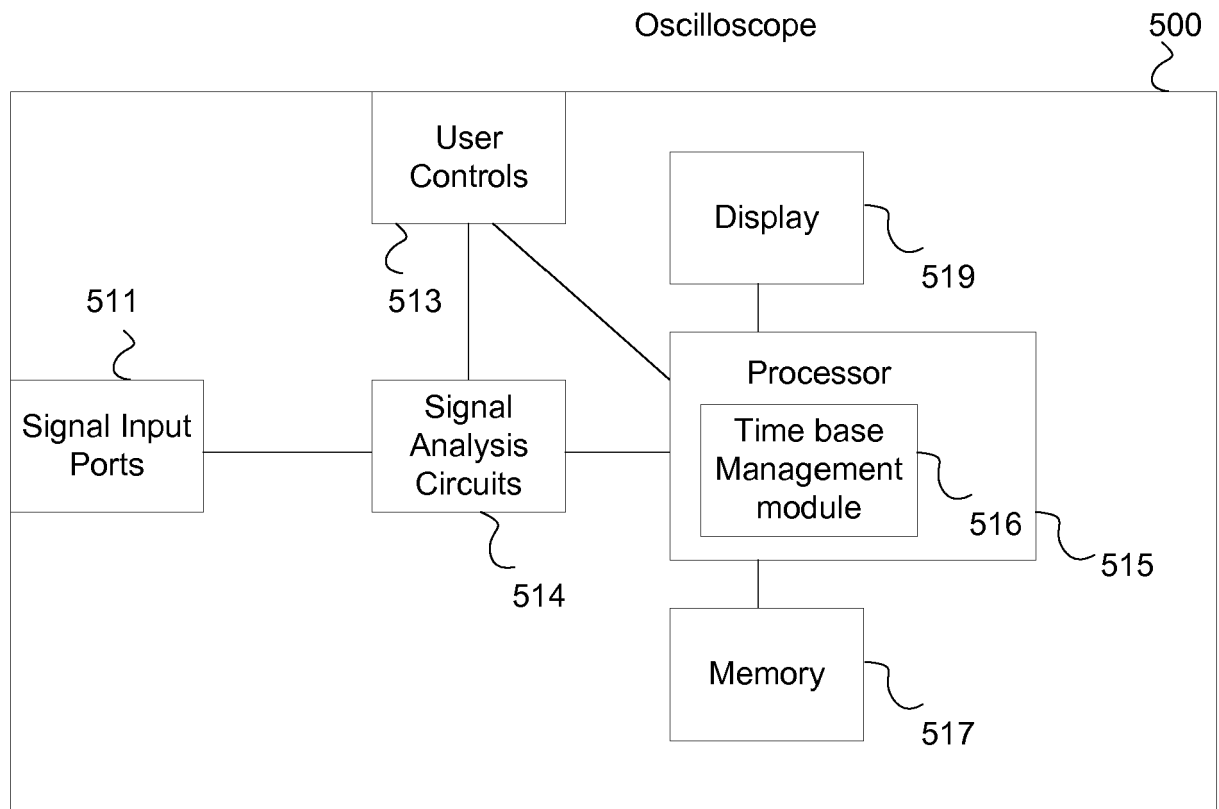 Oscilloscope
500
User
Controls
513
Display
519
511
Signal Input
Ports
Signal
Analysis
Circuits
514
Processor
Time base
Management
module
516
515
Memory
517